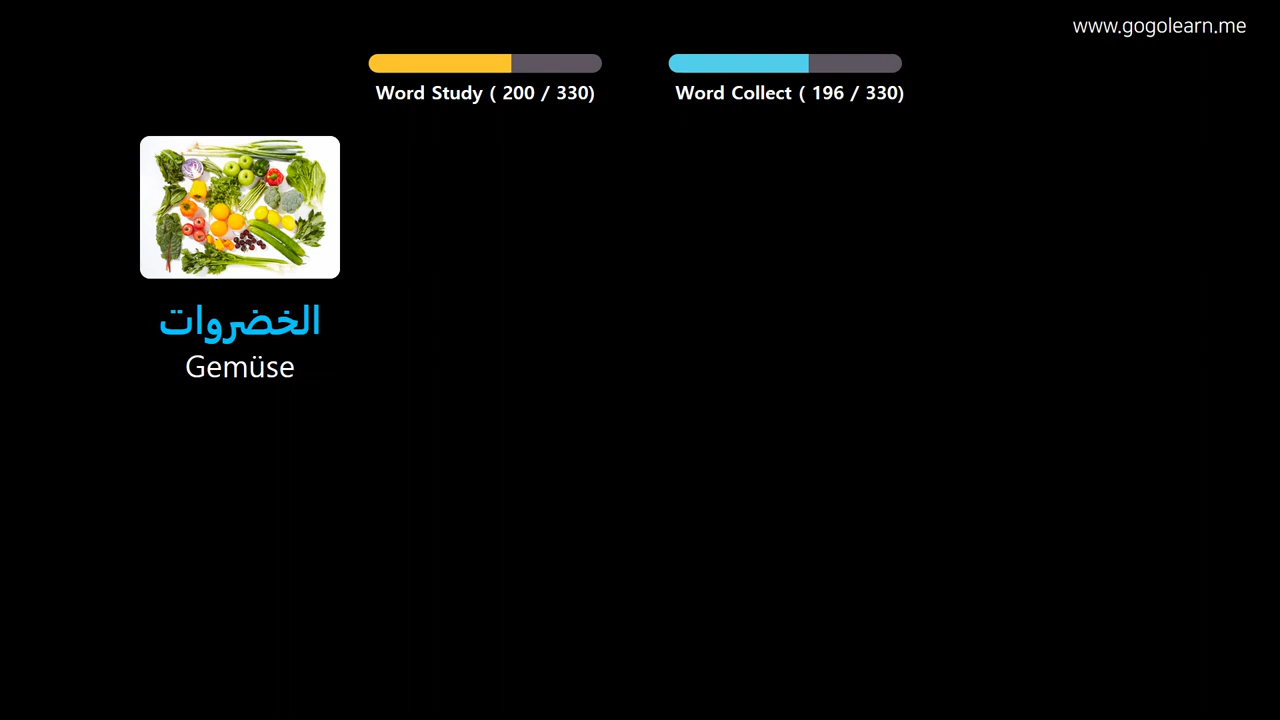 www.gogolearn.me
Word Study ( 200 / 330)
Word Collect ( 196 / 330)
الخضروات
Gemüse